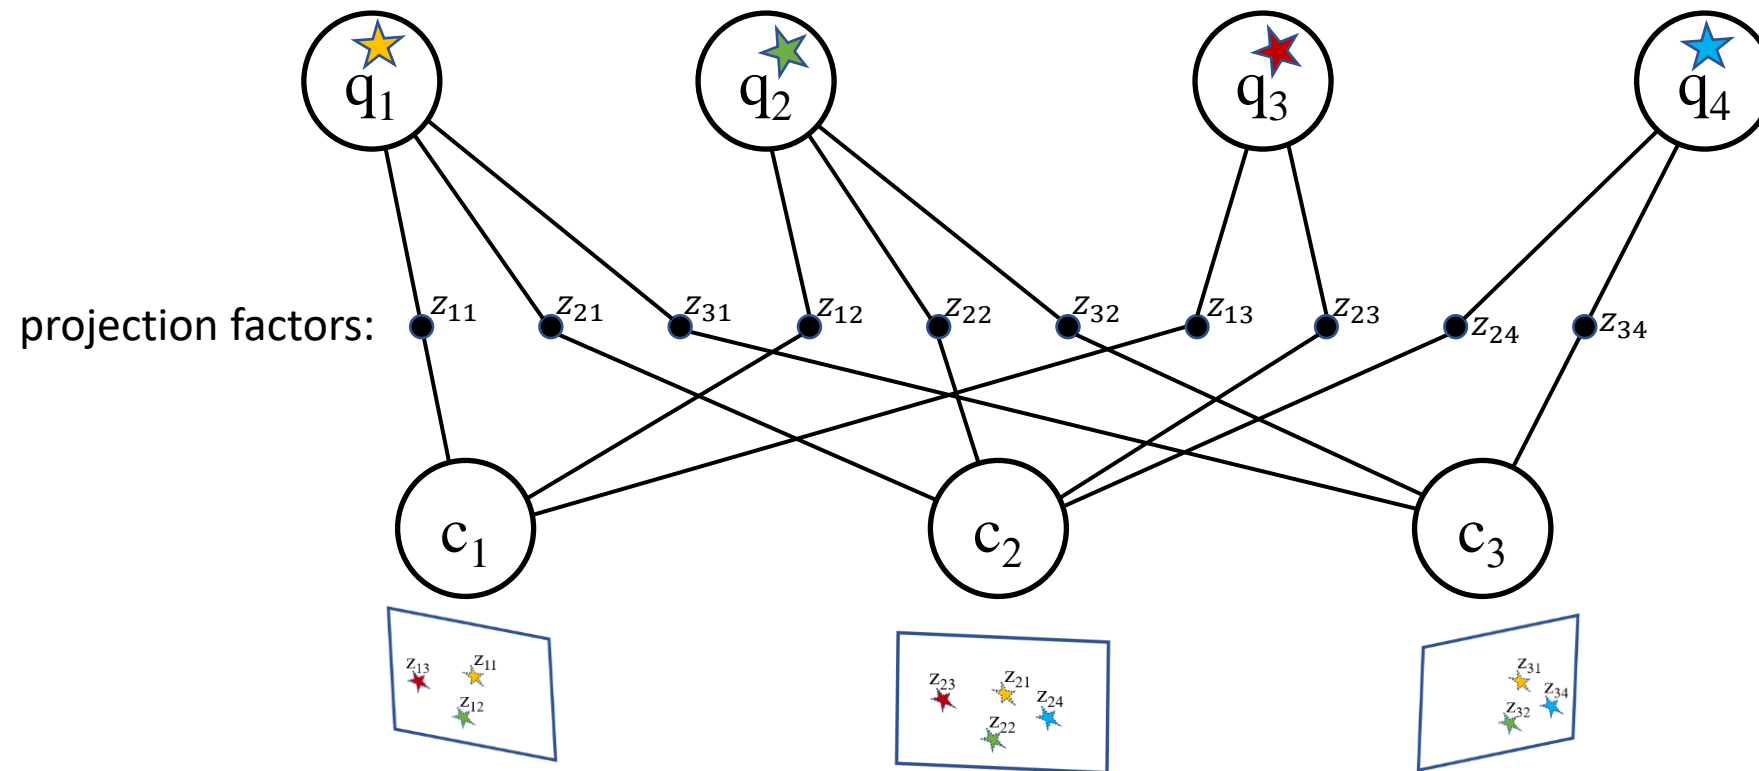 q₁ q₂ q₃ q₄
projection factors: z₁₁ z₂₁ z₃₁ z₁₂ z₂₂ z₃₂ z₁₃ z₂₃ z₂₄ z₃₄
c₁ c₂ c₃
z₁₃ z₁₁
z₁₂
z₂₃ z₂₁ z₂₄
z₂₂
z₃₁
z₃₄
z₃₂